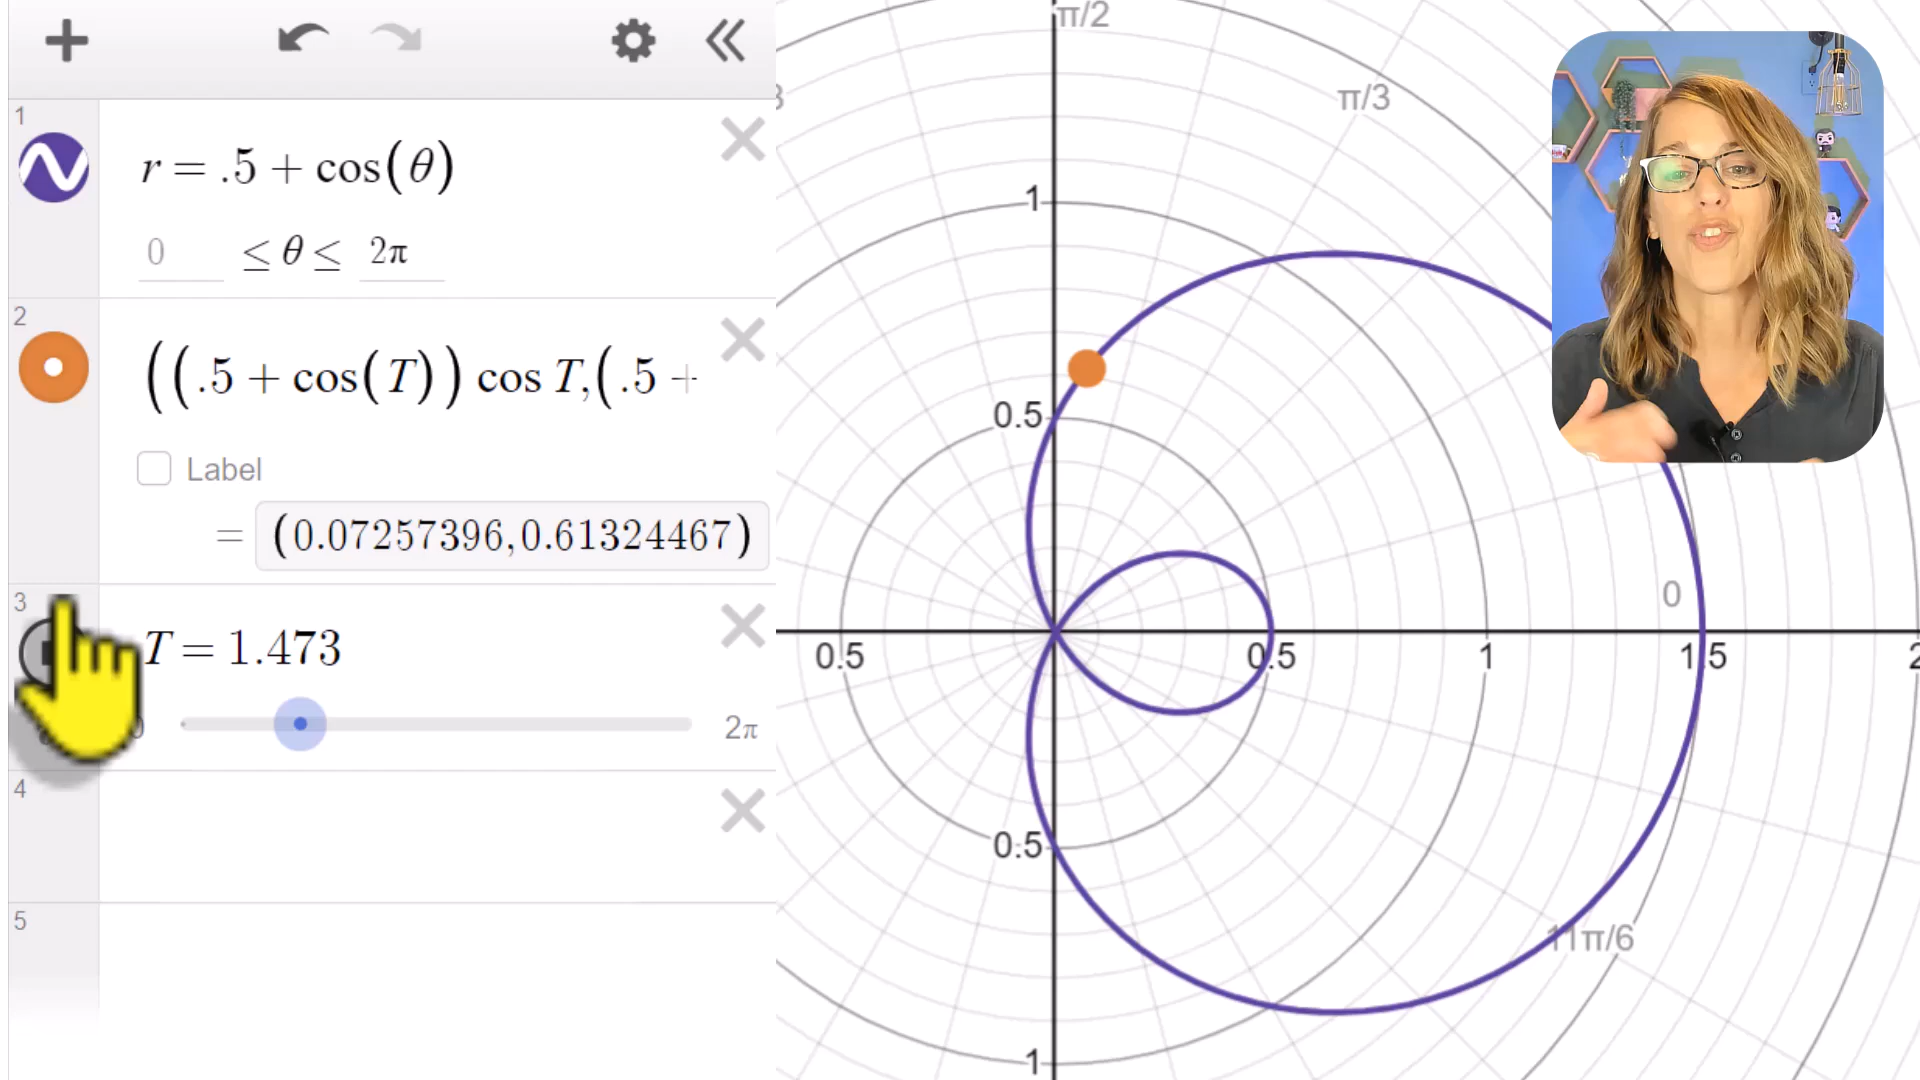 1
r = .5 + cos(θ)
0 ≤ θ ≤ 2π
2
((.5 + cos(T)) cos T,(.5 +
Label
= (0.07257396,0.61324467)
3
T = 1.473
2π
4
5
π/2
π/3
1
0.5
0
0.5
0.5
1
1.5
2
0.5
11π/6
1